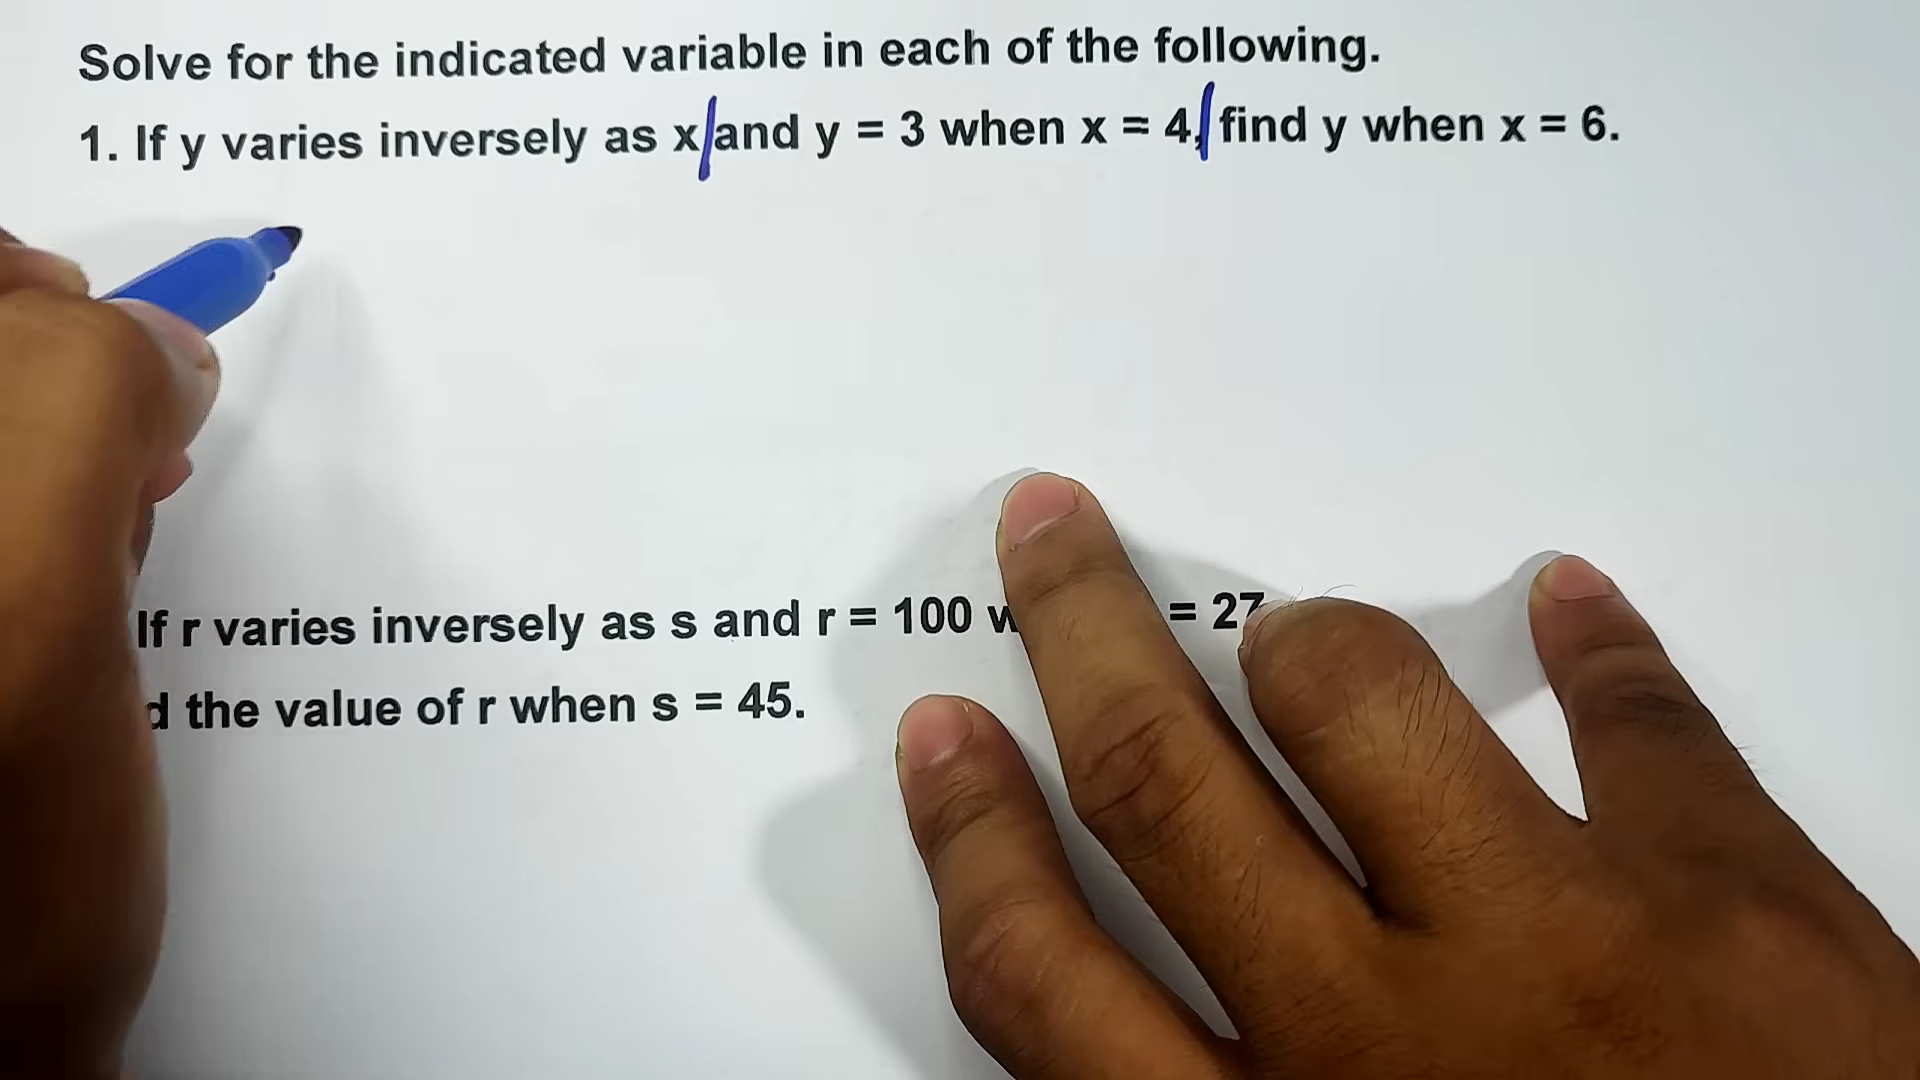 Solve for the indicated variable in each of the following.
1. If y varies inversely as x and y = 3 when x = 4, find y when x = 6.
If r varies inversely as s and r = 100 = 27
the value of r when s = 45.